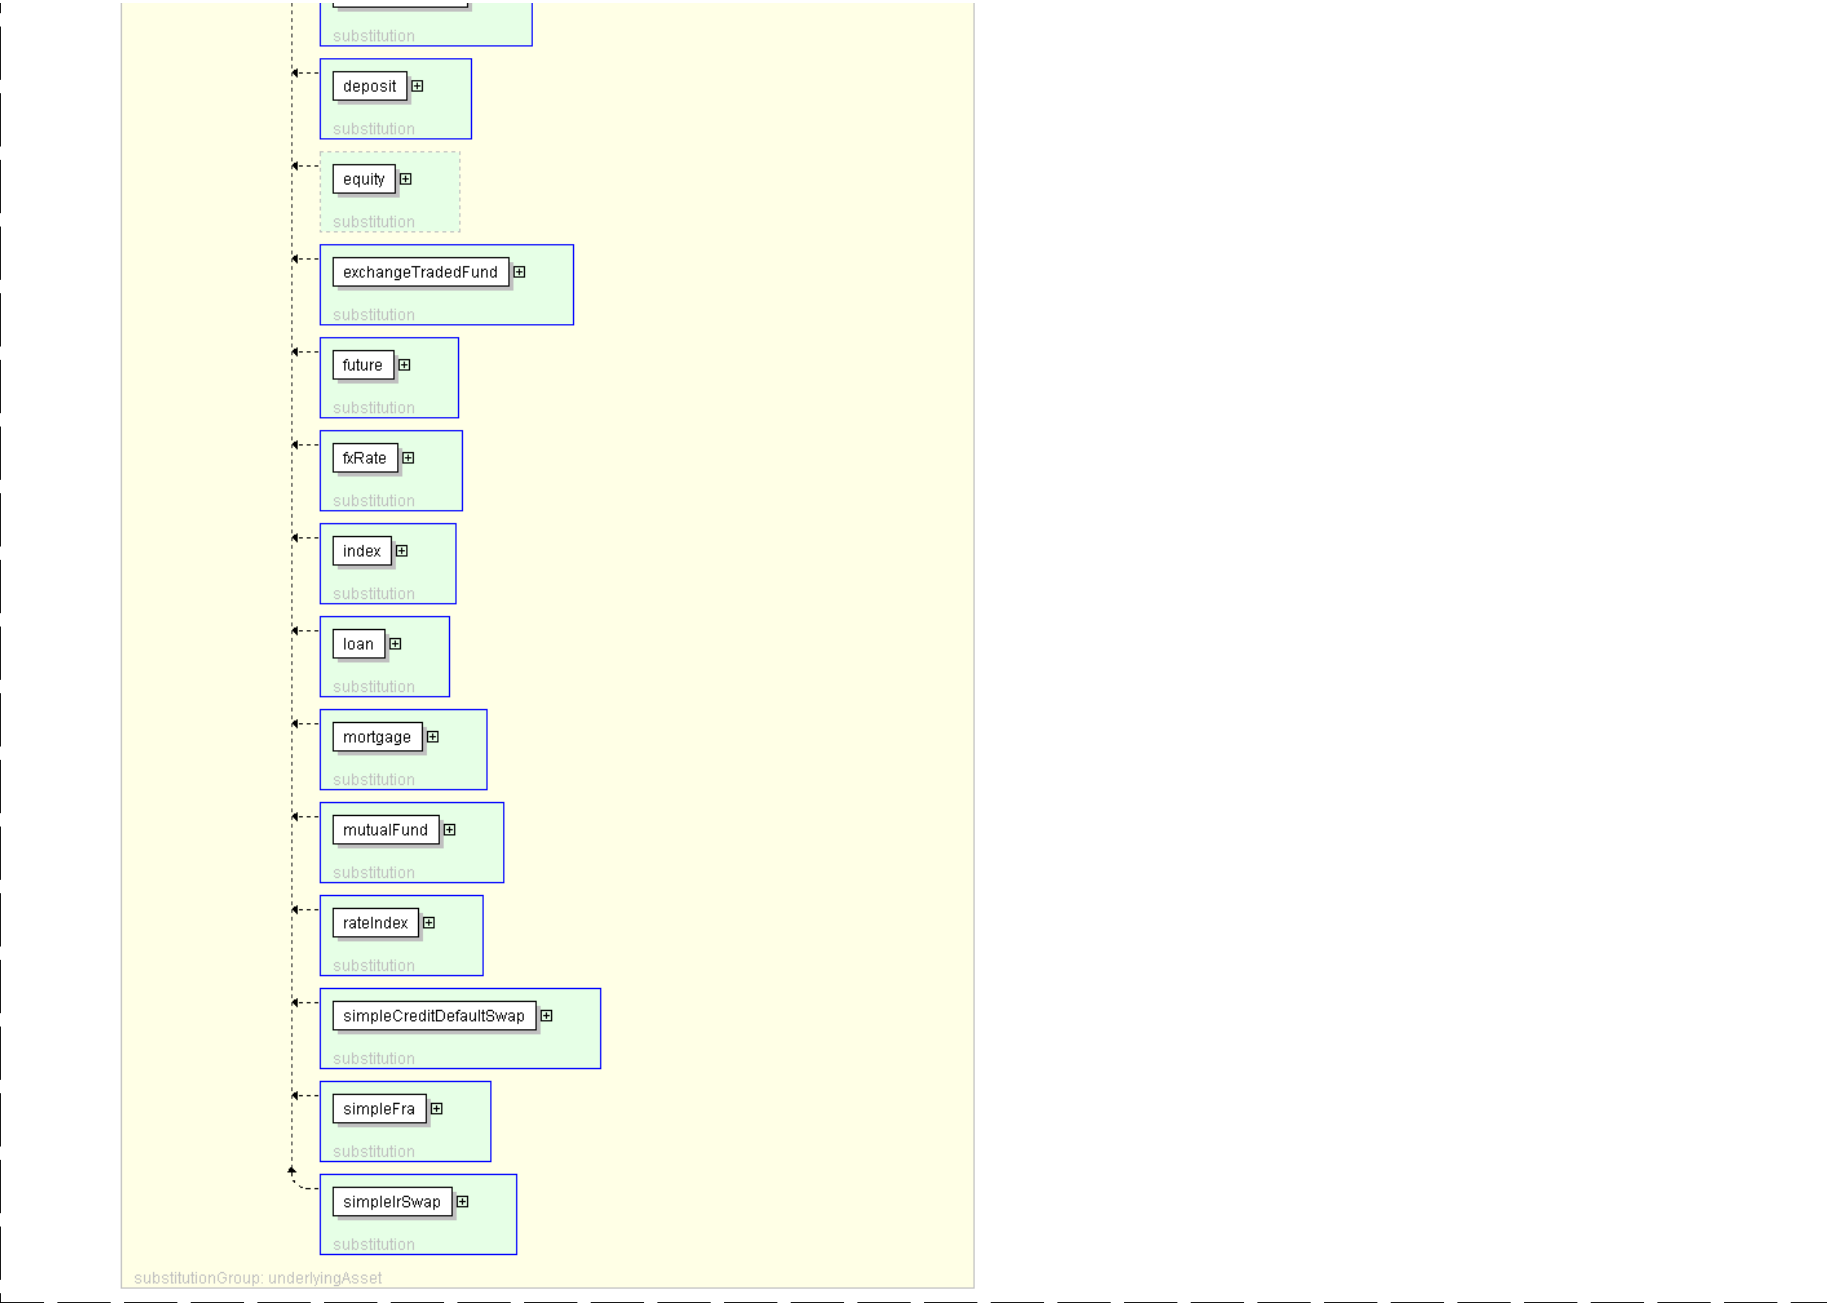 substitution
deposit
substitution
equity
substitution
exchangeTradedFund
substitution
future
substitution
fxRate
substitution
index
substitution
loan
substitution
mortgage
substitution
mutualFund
substitution
rateIndex
substitution
simpleCreditDefaultSwap
substitution
simpleFra
substitution
simpleIrSwap
substitution
substitutionGroup: underlyingAsset